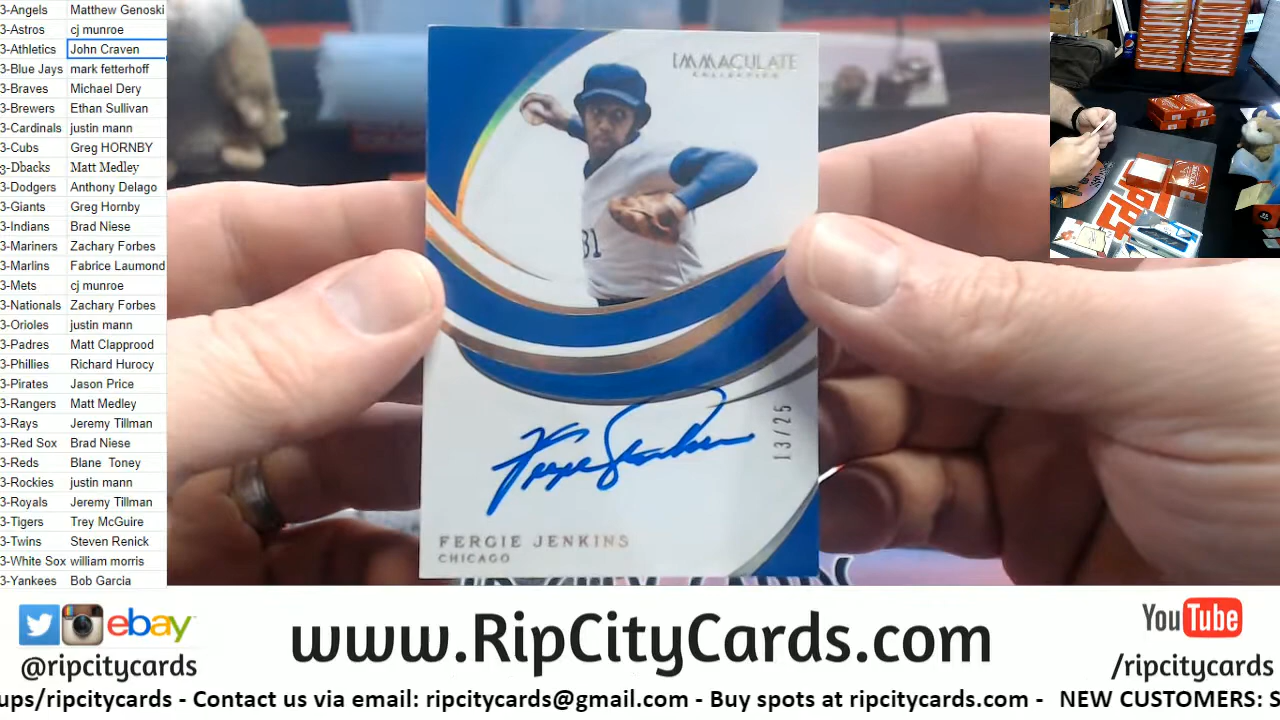 3-Angels Matthew Genoski
3-Astros cj munroe
3-Athletics John Craven
3-Blue Jays mark fetterhoff
3-Braves Michael Dery
3-Brewers Ethan Sullivan
3-Cardinals justin mann
3-Cubs Greg HORNBY
3-Dbacks Matt Medley
3-Dodgers Anthony Delago
3-Giants Greg Hornby
3-Indians Brad Niese
3-Mariners Zachary Forbes
3-Marlins Fabrice Laumond
3-Mets cj munroe
3-Nationals Zachary Forbes
3-Orioles justin mann
3-Padres Matt Clapprood
3-Phillies Richard Hurocy
3-Pirates Jason Price
3-Rangers Matt Medley
3-Rays Jeremy Tillman
3-Red Sox Brad Niese
3-Reds Blane Toney
3-Rockies justin mann
3-Royals Jeremy Tillman
3-Tigers Trey McGuire
3-Twins Steven Renick
3-White Sox william morris
3-Yankees Bob Garcia
IMMACULATE
COLLECTION
31
Fergie Jenkins
13/25
FERGIE JENKINS
CHICAGO
ebay
@ripcitycards
www.RipCityCards.com
YouTube
/ripcitycards
ups/ripcitycards - Contact us via email: ripcitycards@gmail.com - Buy spots at ripcitycards.com - NEW CUSTOMERS: S